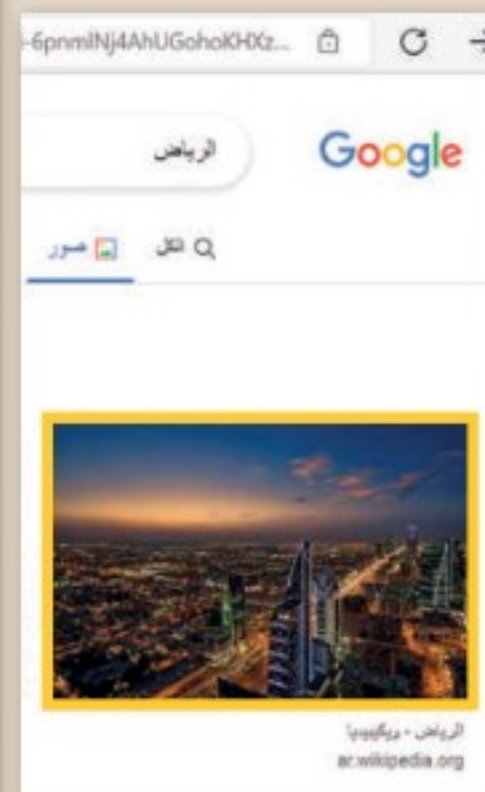 -6pnmlNj4AhUGohoKHXz...
Google
الرياض
الكل
صور
الرياض - ويكيبيديا
ar.wikipedia.org